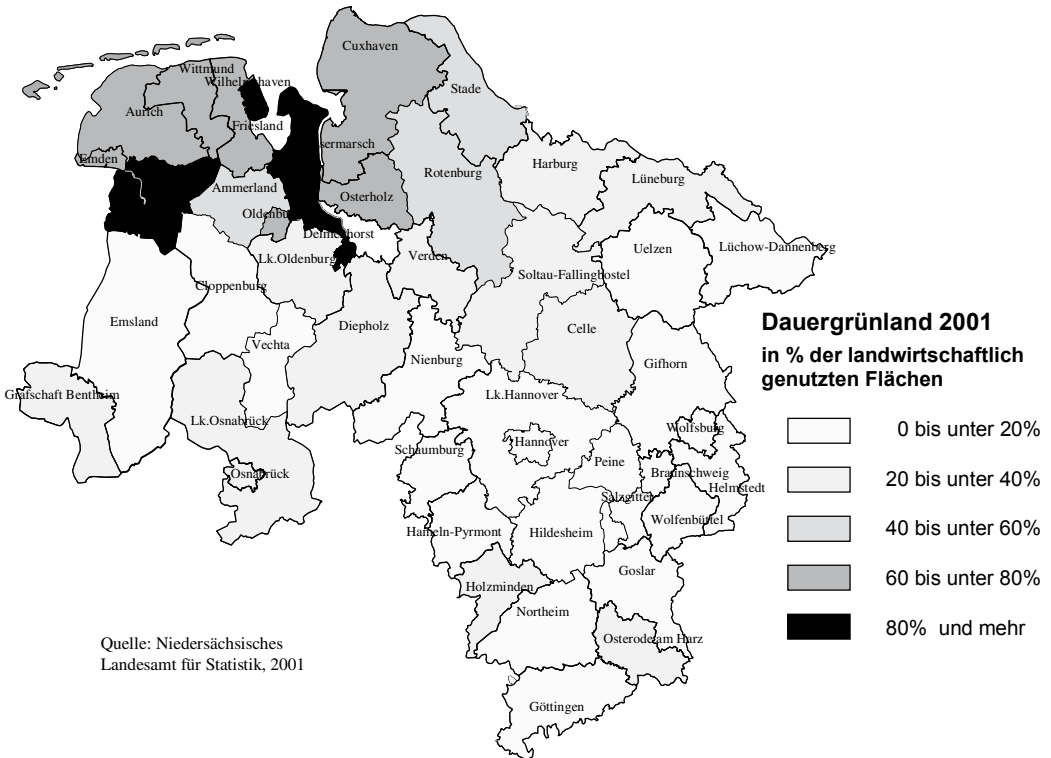 Cuxhaven
Wittmund
Wilhelmshaven
Stade
Aurich
Friesland
sermarsch
Emden
Harburg
Rotenburg
Lüneburg
Ammerland
Osterholz
Oldenbu
Delmenhorst
Uelzen
Lüchow-Dannenberg
Lk.Oldenburg
Verden
Soltau-Fallingbostel
Cloppenburg
Emsland
Diepholz
Celle
Vechta
Nienburg
Gifhorn
Grafschaft Bentheim
Lk.Hannover
Lk.Osnabrück
Wolfsburg
Hannover
Schaumburg
Peine
Osnabrück
Braunschweig
Helmstedt
Salzgitter
Wolfenbüttel
Hameln-Pyrmont
Hildesheim
Goslar
Holzminden
Northeim
Osterode am Harz
Göttingen
Dauergrünland 2001
in % der landwirtschaftlich
genutzten Flächen
0 bis unter 20%
20 bis unter 40%
40 bis unter 60%
60 bis unter 80%
80% und mehr
Quelle: Niedersächsisches
Landesamt für Statistik, 2001